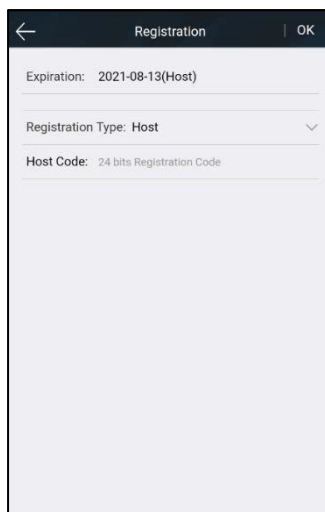 Registration | OK
Expiration: 2021-08-13(Host)
Registration Type: Host
Host Code: 24 bits Registration Code